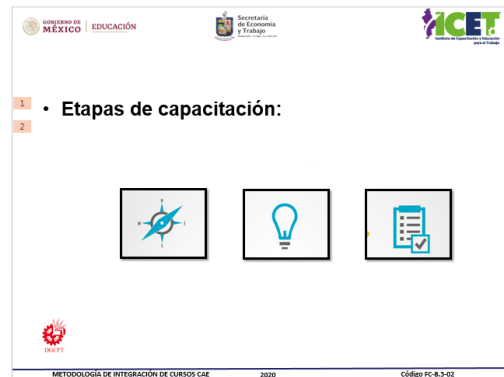 GOBIERNO DE
MÉXICO
EDUCACIÓN
Secretaría
de Economía
y Trabajo
ICET
Instituto de Capacitación y Educación
para el Trabajo
1
2
• Etapas de capacitación:
N
W
E
S
DGCFT
METODOLOGÍA DE INTEGRACIÓN DE CURSOS CAE
2020
Código FC-8.3-02